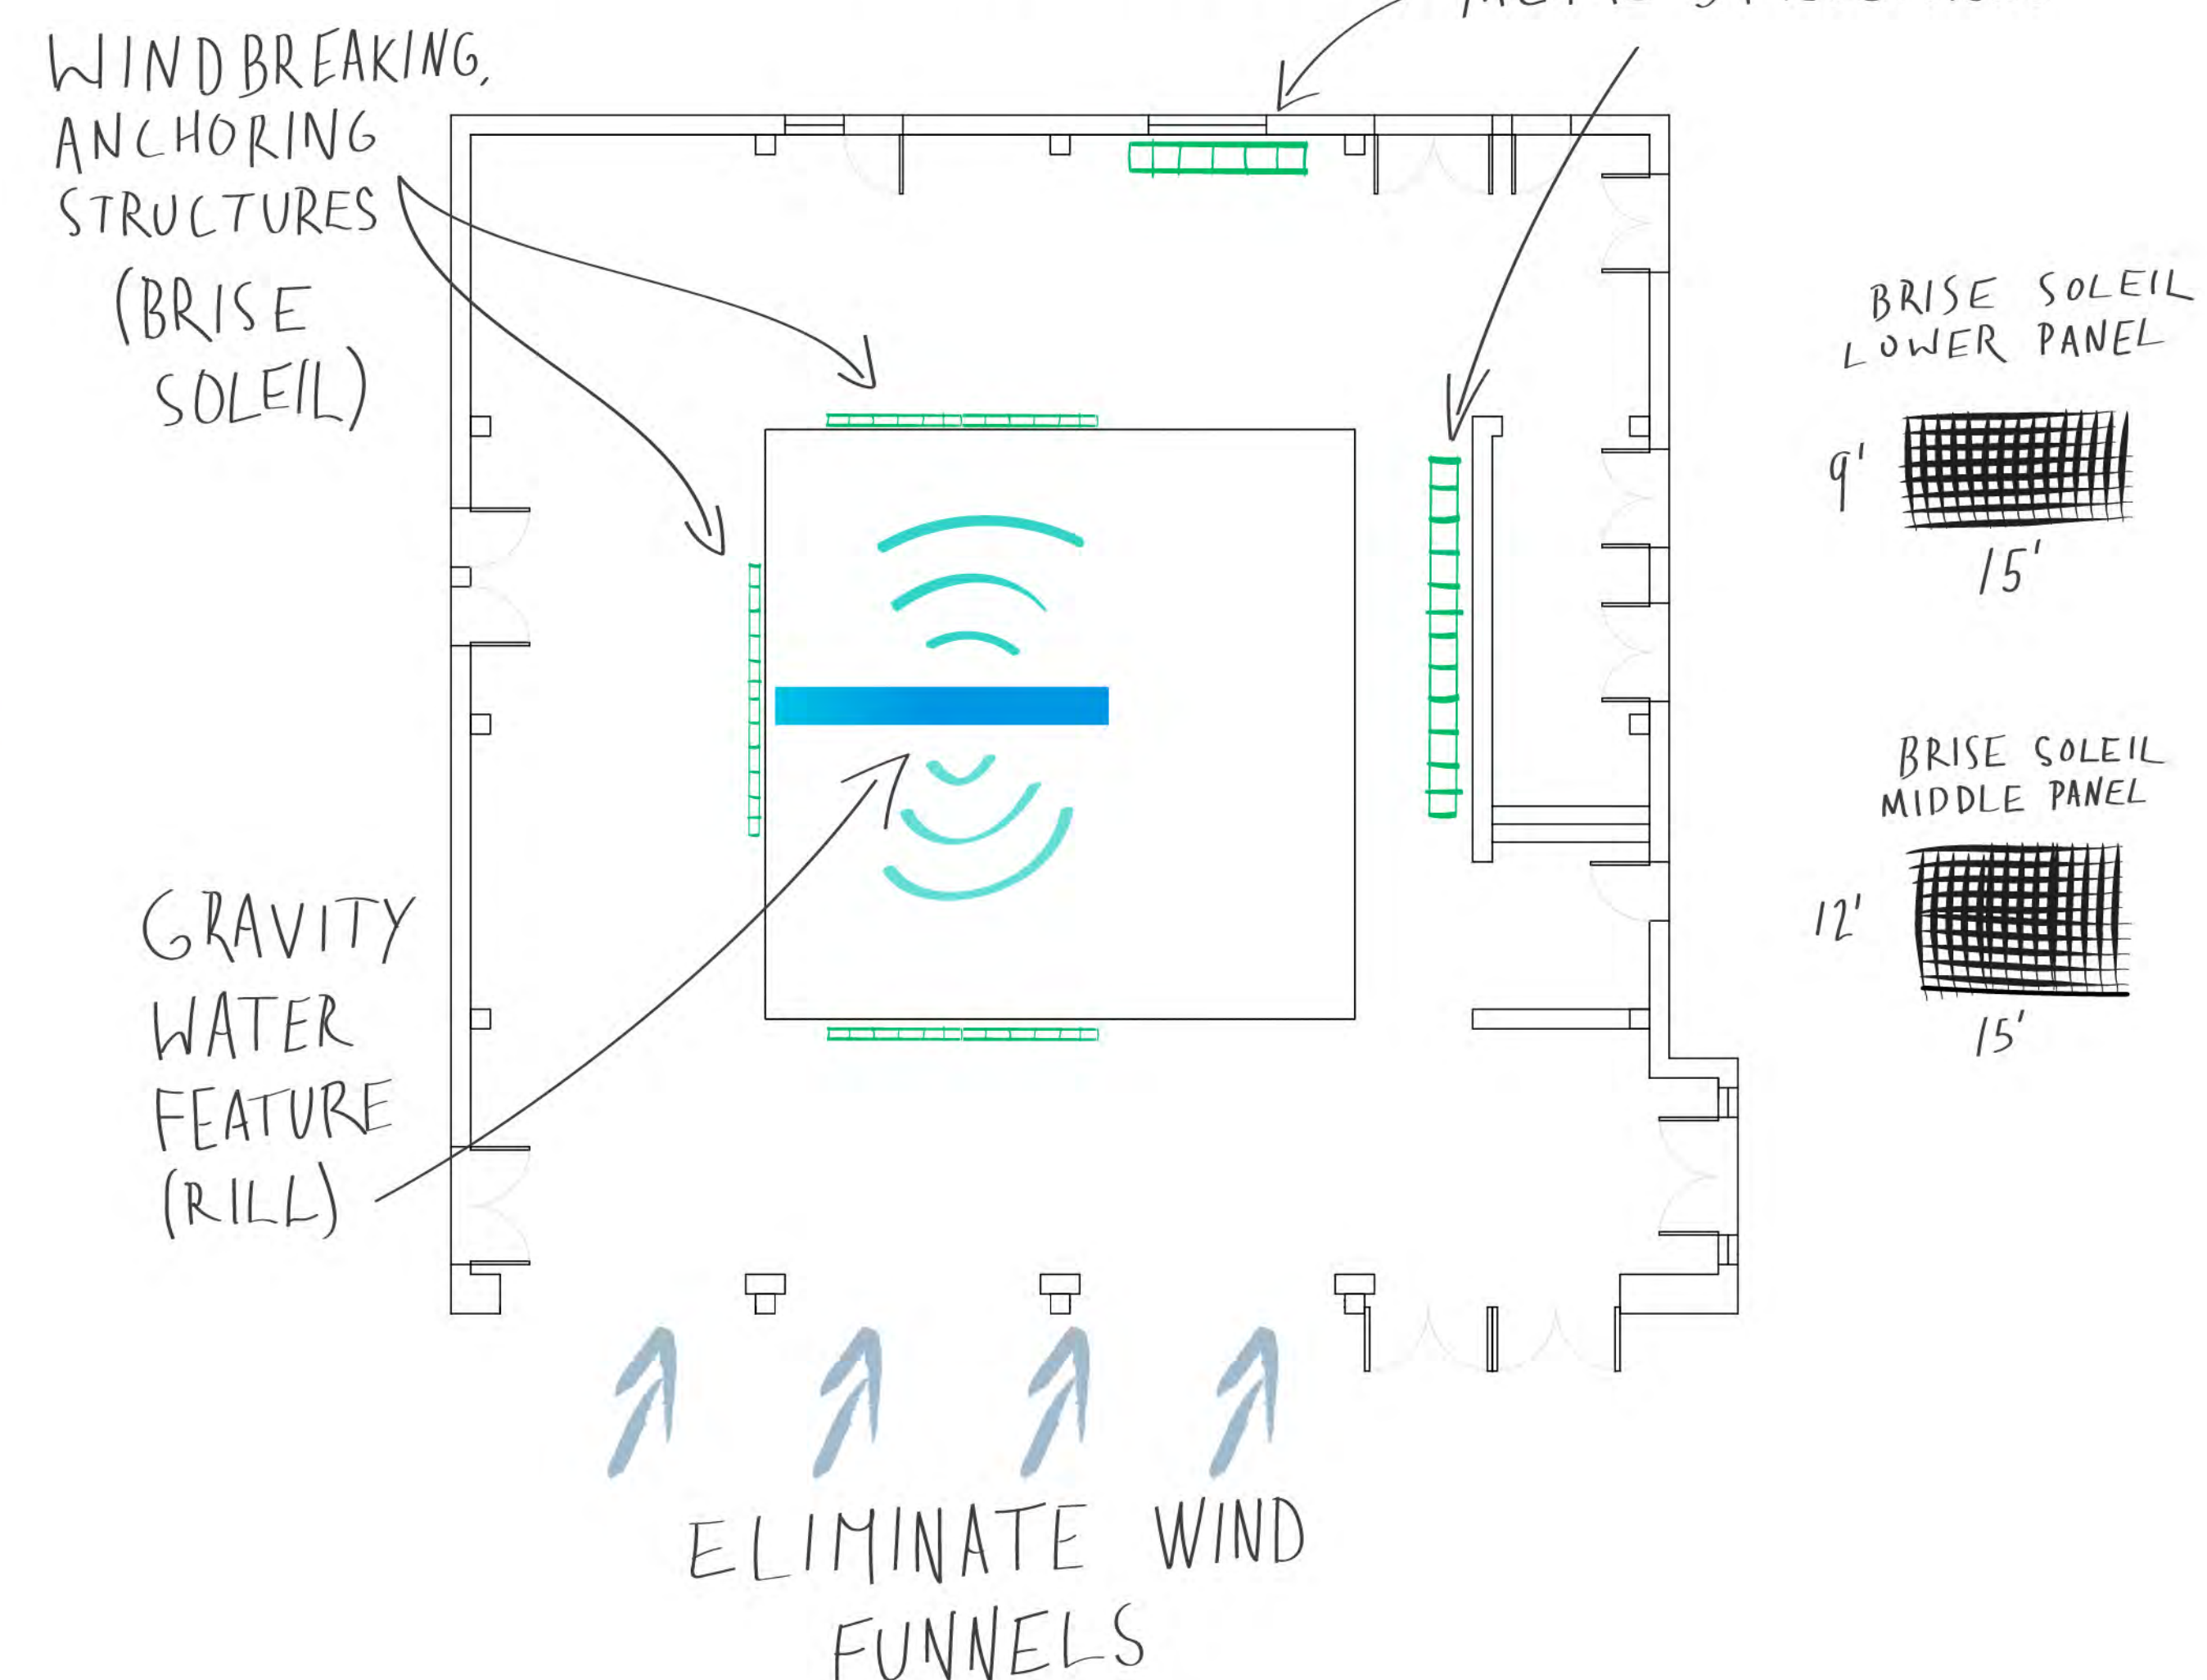 WINDBREAKING,
ANCHORING
STRUCTURES
(BRISE
SOLEIL)
BRISE SOLEIL
LOWER PANEL
9'
15'
BRISE SOLEIL
MIDDLE PANEL
12'
15'
GRAVITY
WATER
FEATURE
(RILL)
ELIMINATE WIND
FUNNELS